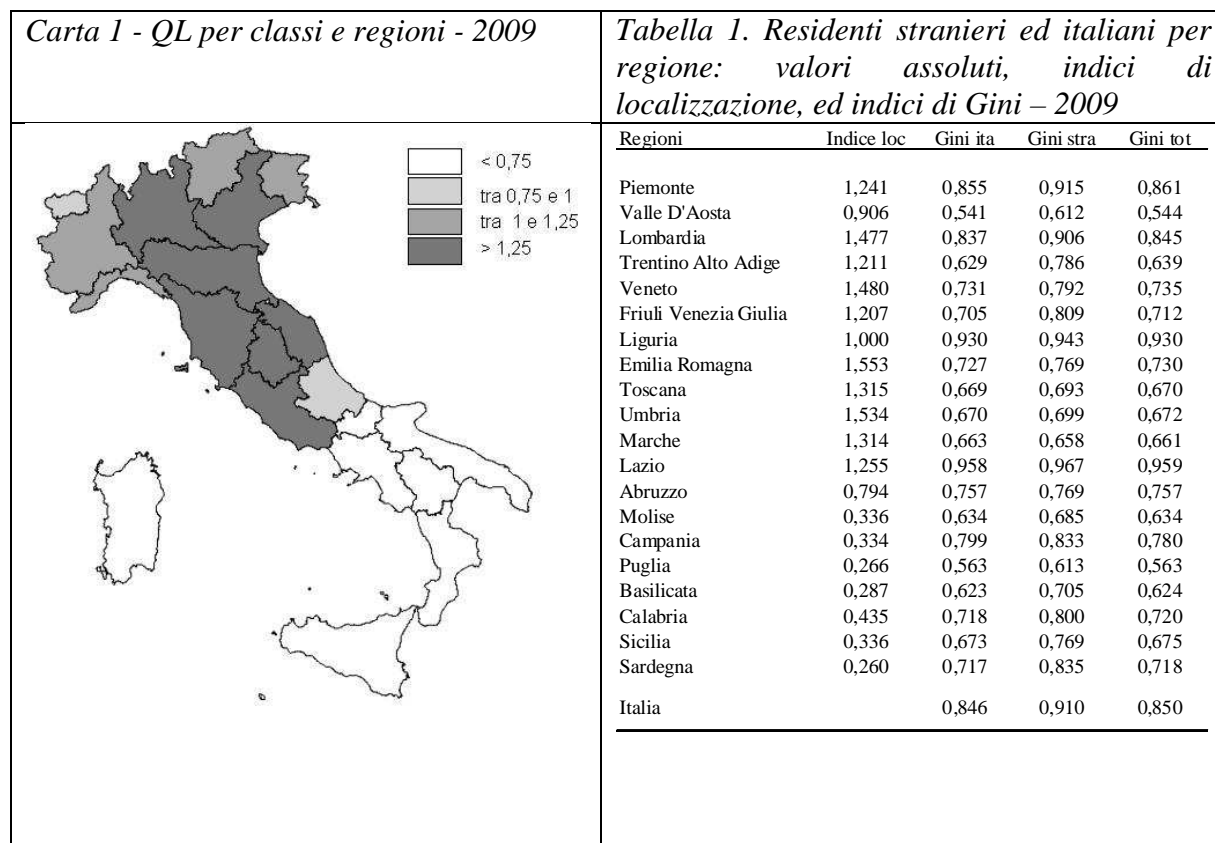 Carta 1 - QL per classi e regioni - 2009
Tabella 1. Residenti stranieri ed italiani per
regione: valori assoluti, indici di
localizzazione, ed indici di Gini – 2009
< 0,75
tra 0,75 e 1
tra 1 e 1,25
> 1,25
Regioni Indice loc Gini ita Gini stra Gini tot
Piemonte 1,241 0,855 0,915 0,861
Valle D'Aosta 0,906 0,541 0,612 0,544
Lombardia 1,477 0,837 0,906 0,845
Trentino Alto Adige 1,211 0,629 0,786 0,639
Veneto 1,480 0,731 0,792 0,735
Friuli Venezia Giulia 1,207 0,705 0,809 0,712
Liguria 1,000 0,930 0,943 0,930
Emilia Romagna 1,553 0,727 0,769 0,730
Toscana 1,315 0,669 0,693 0,670
Umbria 1,534 0,670 0,699 0,672
Marche 1,314 0,663 0,658 0,661
Lazio 1,255 0,958 0,967 0,959
Abruzzo 0,794 0,757 0,769 0,757
Molise 0,336 0,634 0,685 0,634
Campania 0,334 0,799 0,833 0,780
Puglia 0,266 0,563 0,613 0,563
Basilicata 0,287 0,623 0,705 0,624
Calabria 0,435 0,718 0,800 0,720
Sicilia 0,336 0,673 0,769 0,675
Sardegna 0,260 0,717 0,835 0,718
Italia 0,846 0,910 0,850